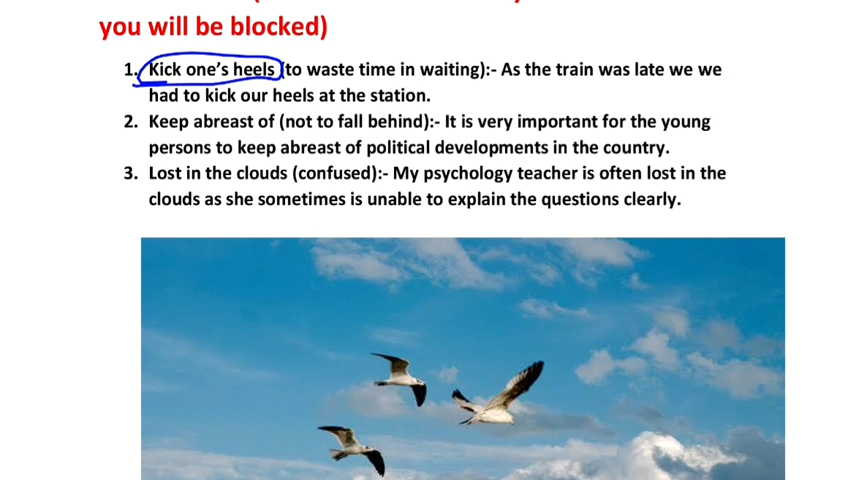 you will be blocked)
1. Kick one's heels (to waste time in waiting):- As the train was late we we
had to kick our heels at the station.
2. Keep abreast of (not to fall behind):- It is very important for the young
persons to keep abreast of political developments in the country.
3. Lost in the clouds (confused):- My psychology teacher is often lost in the
clouds as she sometimes is unable to explain the questions clearly.